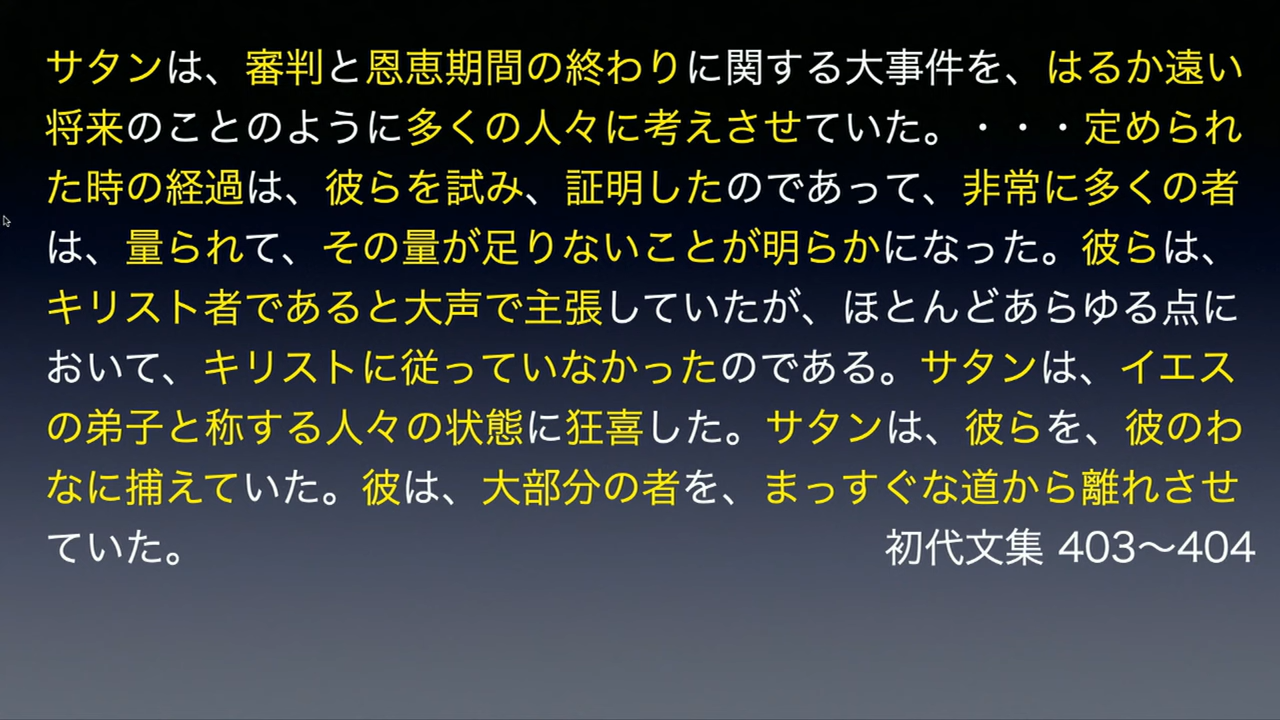 サタンは、審判と恩恵期間の終わりに関する大事件を、はるか遠い
将来のことのように多くの人々に考えさせていた。・・・定められ
た時の経過は、彼らを試み、証明したのであって、非常に多くの者
は、量られて、その量が足りないことが明らかになった。彼らは、
キリスト者であると大声で主張していたが、ほとんどあらゆる点に
おいて、キリストに従っていなかったのである。サタンは、イエス
の弟子と称する人々の状態に狂喜した。サタンは、彼らを、彼のわ
なに捕えていた。彼は、大部分の者を、まっすぐな道から離れさせ
ていた。 初代文集 403〜404